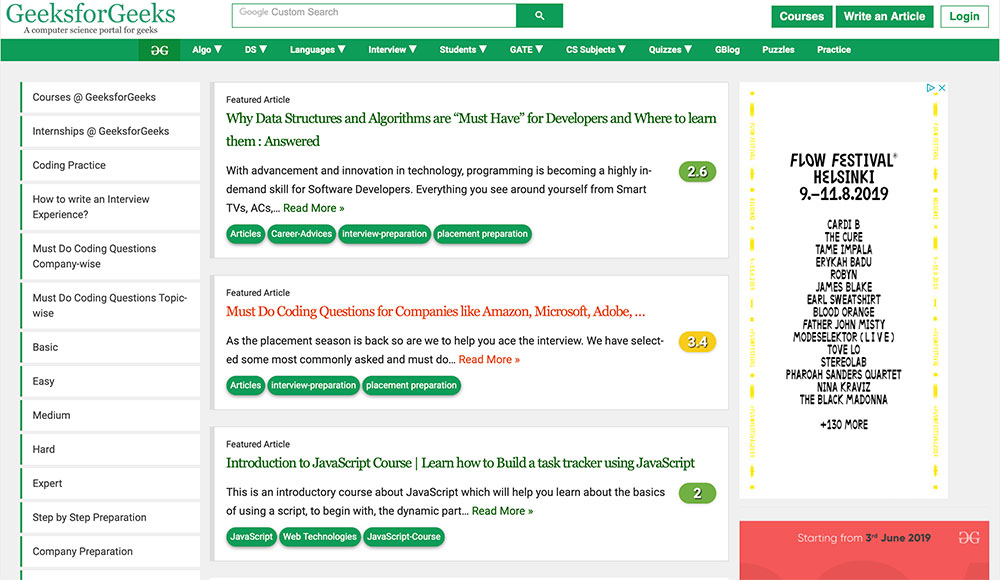 GeeksforGeeks
A computer science portal for geeks
Google Custom Search
Courses
Write an Article
Login
GG
Algo ▼
DS ▼
Languages ▼
Interview ▼
Students ▼
GATE ▼
CS Subjects ▼
Quizzes ▼
GBlog
Puzzles
Practice
Courses @ GeeksforGeeks
Internships @ GeeksforGeeks
Coding Practice
How to write an Interview
Experience?
Must Do Coding Questions
Company-wise
Must Do Coding Questions Topic-
wise
Basic
Easy
Medium
Hard
Expert
Step by Step Preparation
Company Preparation
Featured Article
Why Data Structures and Algorithms are “Must Have” for Developers and Where to learn
them : Answered
With advancement and innovation in technology, programming is becoming a highly in-
demand skill for Software Developers. Everything you see around yourself from Smart
TVs, ACs,... Read More »
2.6
Articles
Career-Advices
interview-preparation
placement preparation
Featured Article
Must Do Coding Questions for Companies like Amazon, Microsoft, Adobe, ...
As the placement season is back so are we to help you ace the interview. We have select-
ed some most commonly asked and must do... Read More »
3.4
Articles
interview-preparation
placement preparation
Featured Article
Introduction to JavaScript Course | Learn how to Build a task tracker using JavaScript
This is an introductory course about JavaScript which will help you learn about the basics
of using a script, to begin with, the dynamic part... Read More »
2
JavaScript
Web Technologies
JavaScript-Course
FLOW FESTIVAL®
HELSINKI
9.–11.8.2019
CARDI B
THE CURE
TAME IMPALA
ERYKAH BADU
ROBYN
JAMES BLAKE
EARL SWEATSHIRT
BLOOD ORANGE
FATHER JOHN MISTY
MODESELEKTOR (LIVE)
TOVE LO
STEREOLAB
PHAROAH SANDERS QUARTET
NINA KRAVIZ
THE BLACK MADONNA
+130 MORE
Starting from 3rd June 2019
GG